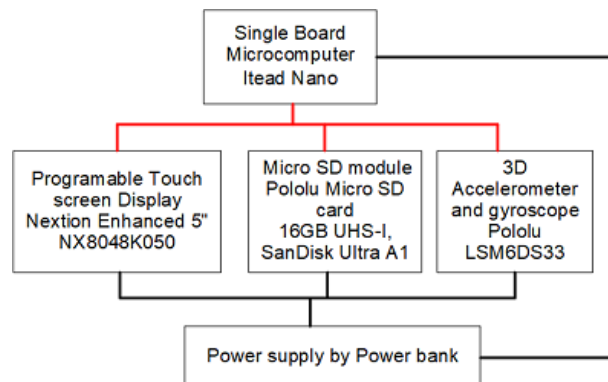 Single Board
Microcomputer
Itead Nano
Programable Touch
screen Display
Nextion Enhanced 5"
NX8048K050
Micro SD module
Pololu Micro SD
card
16GB UHS-I,
SanDisk Ultra A1
3D
Accelerometer
and gyroscope
Pololu
LSM6DS33
Power supply by Power bank